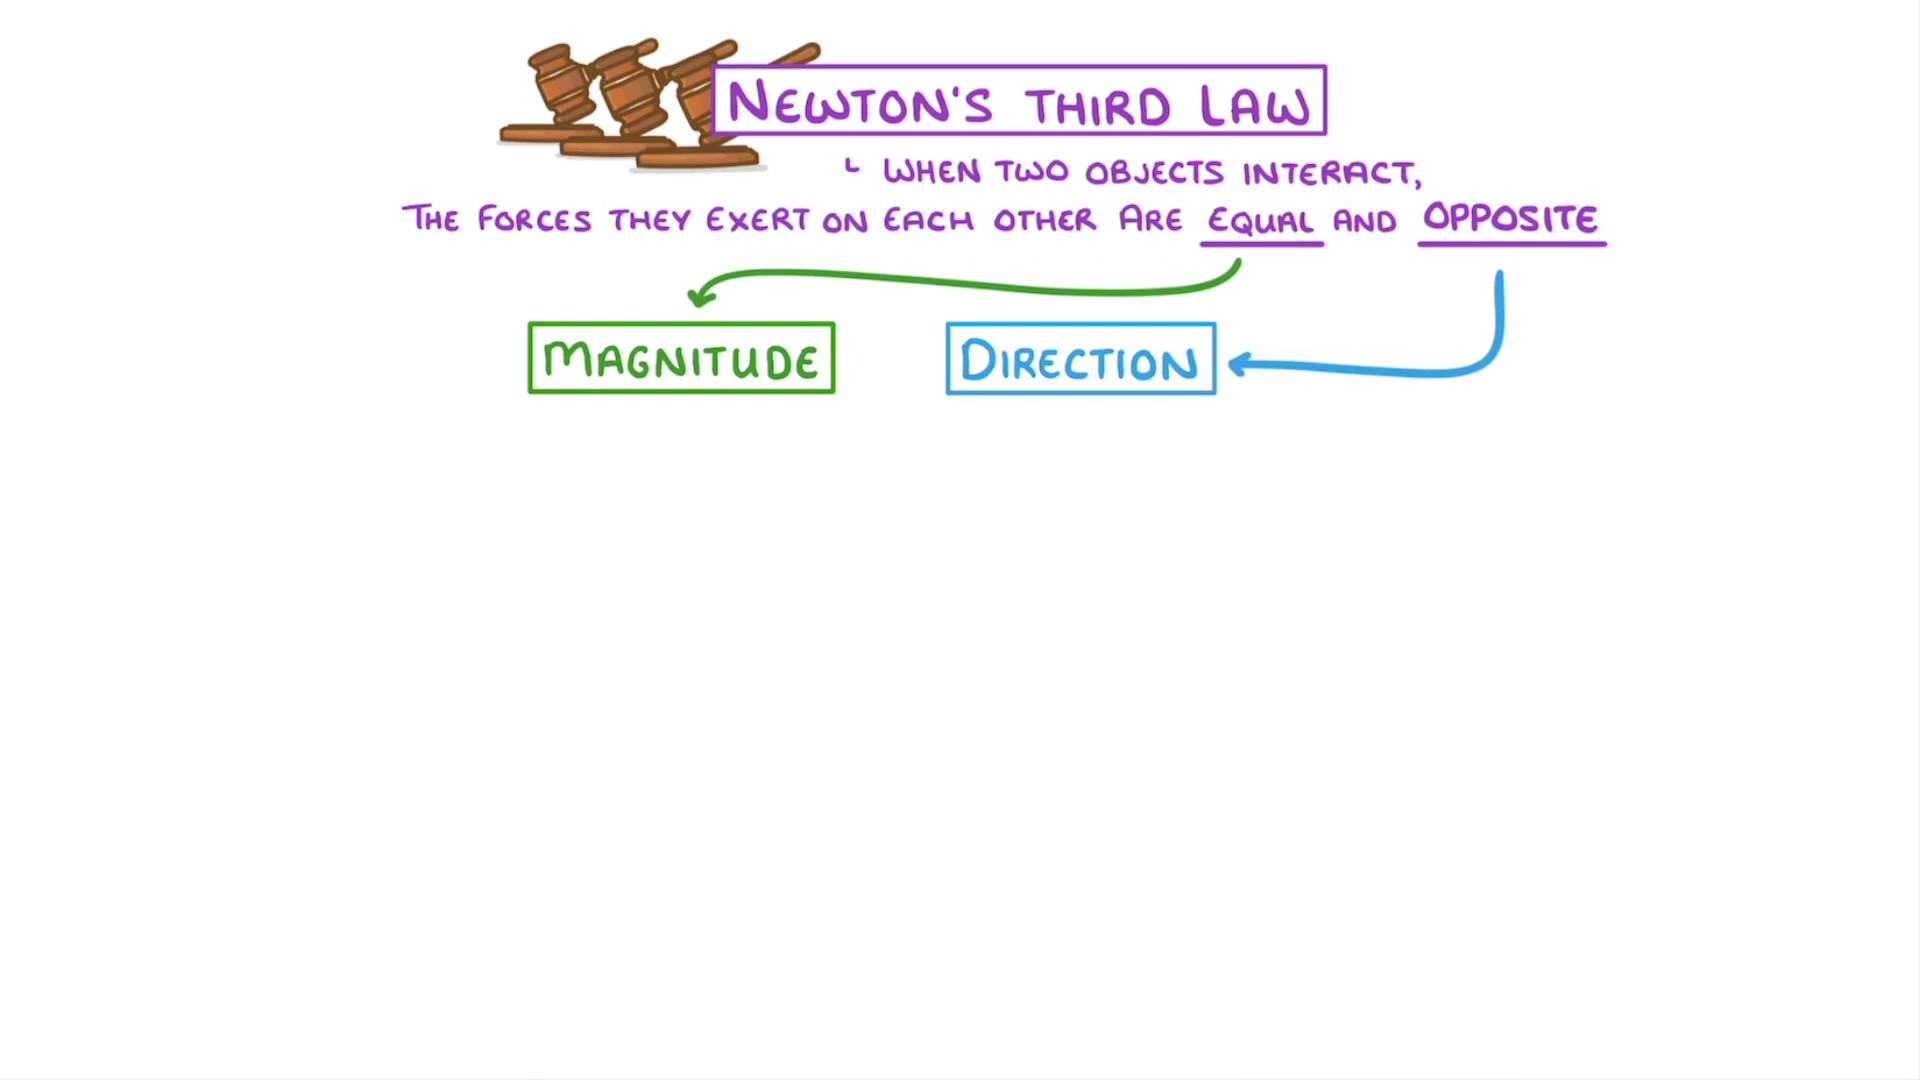 NEWTON'S THIRD LAW
WHEN TWO OBJECTS INTERACT,
THE FORCES THEY EXERT ON EACH OTHER ARE EQUAL AND OPPOSITE
MAGNITUDE
DIRECTION